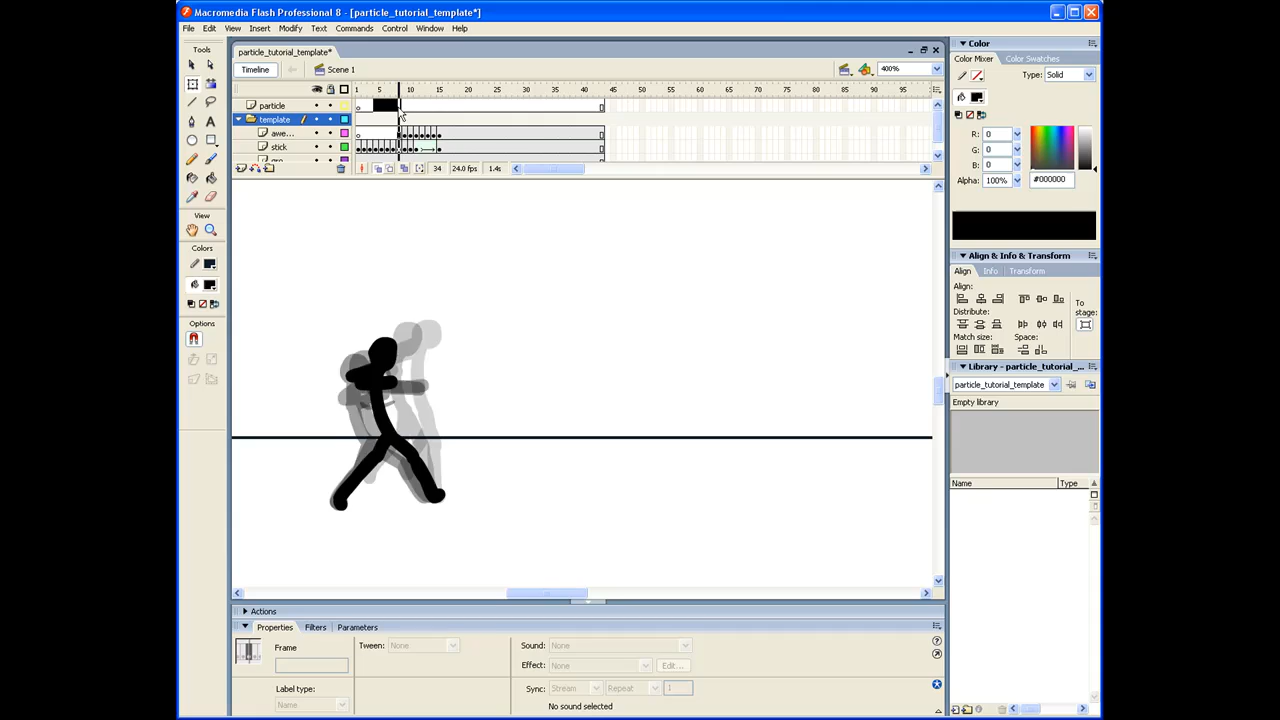 Macromedia Flash Professional 8 - [particle_tutorial_template*]
File Edit View Insert Modify Text Commands Control Window Help
Tools
particle_tutorial_template*
Timeline
Scene 1
400%
1 5 10 15 20 25 30 35 40 45 50 55 60 65 70 75 80 85 90 95
particle
template
awe...
stick
34 24.0 fps 1.4s
View
Colors
Options
Color
Color Mixer Color Swatches
Type: Solid
R: 0
G: 0
B: 0
Alpha: 100% #000000
Align & Info & Transform
Align Info Transform
Align:
Distribute:
To stage:
Match size: Space:
Library - particle_tutorial_...
particle_tutorial_template
Empty library
Name Type
Actions
Properties Filters Parameters
Frame
Tween: None
Sound: None
Effect: None Edit...
Label type:
Name
Sync: Stream Repeat 1
No sound selected